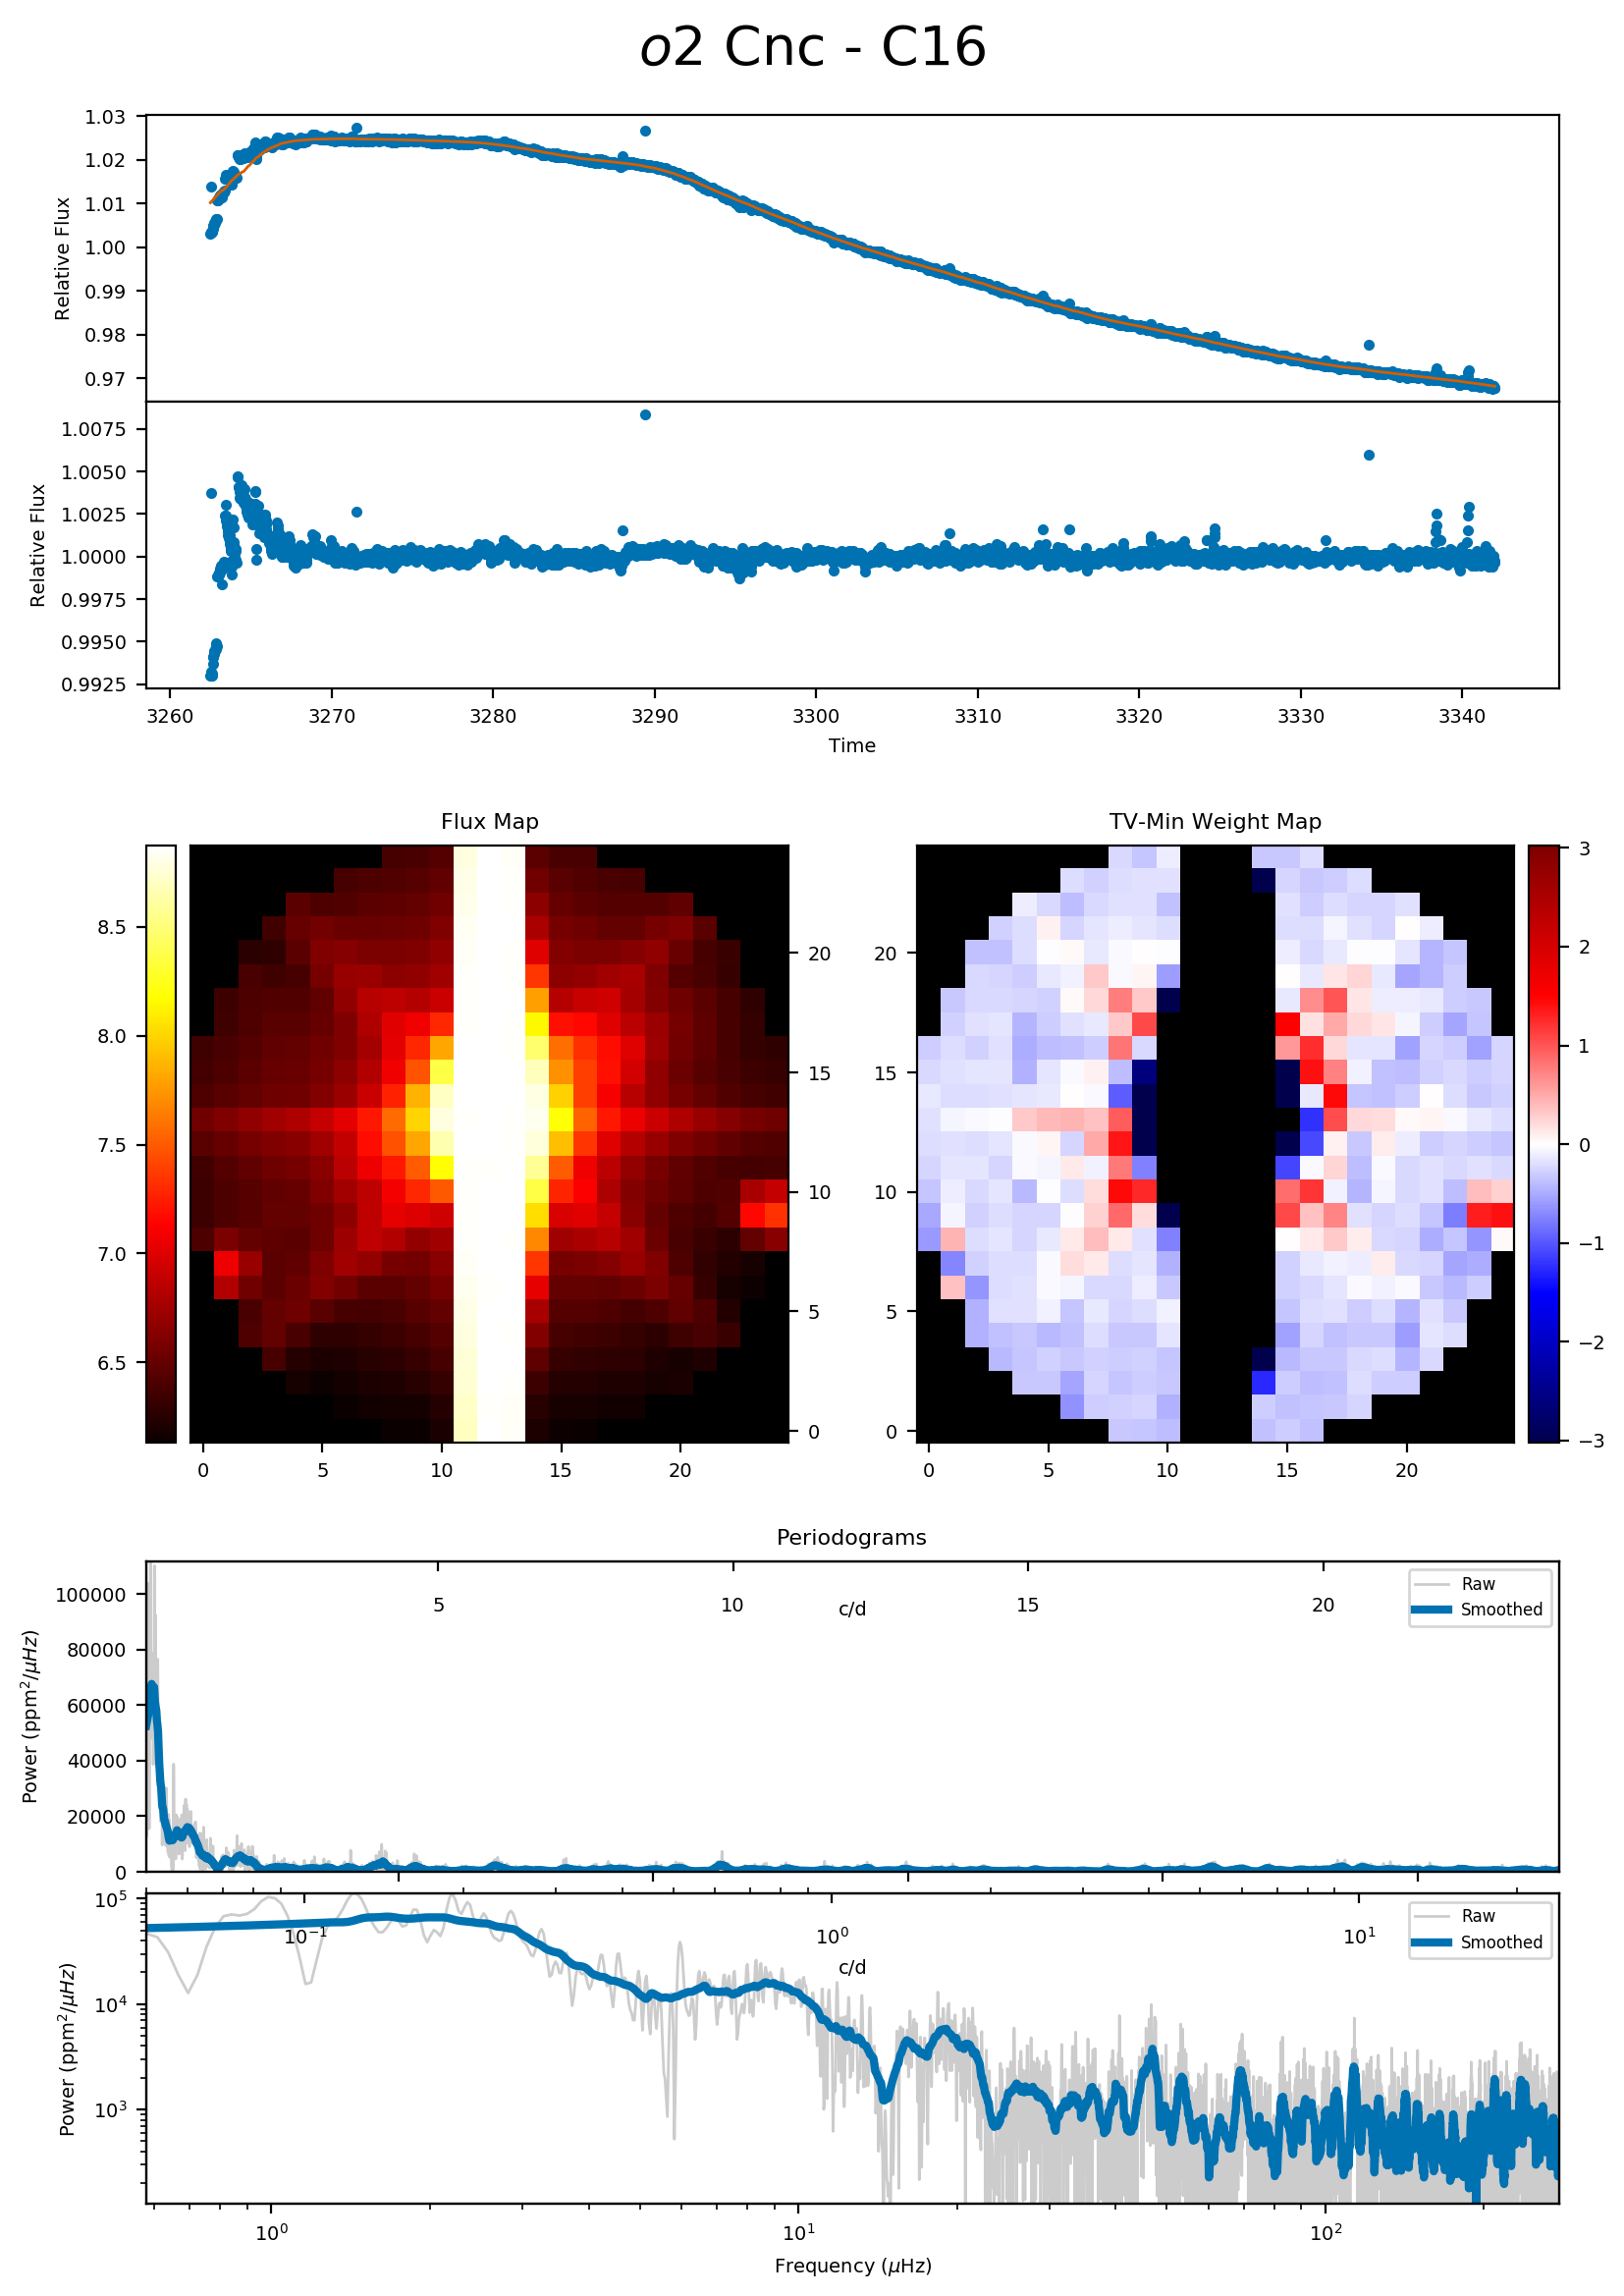 o2 Cnc - C16
1.03
1.02
1.01
1.00
0.99
0.98
0.97
Relative Flux
1.0075
1.0050
1.0025
1.0000
0.9975
0.9950
0.9925
Relative Flux
3260 3270 3280 3290 3300 3310 3320 3330 3340
Time
Flux Map
8.5
8.0
7.5
7.0
6.5
20
15
10
5
0
0 5 10 15 20
TV-Min Weight Map
20
15
10
5
0
0 5 10 15 20
3
2
1
0
−1
−2
−3
Periodograms
100000
80000
60000
40000
20000
0
Power (ppm²/μHz)
5 10 15 20
c/d
Raw
Smoothed
10⁵
10⁴
10³
Power (ppm²/μHz)
10⁻¹ 10⁰ 10¹
c/d
Raw
Smoothed
10⁰ 10¹ 10²
Frequency (μHz)